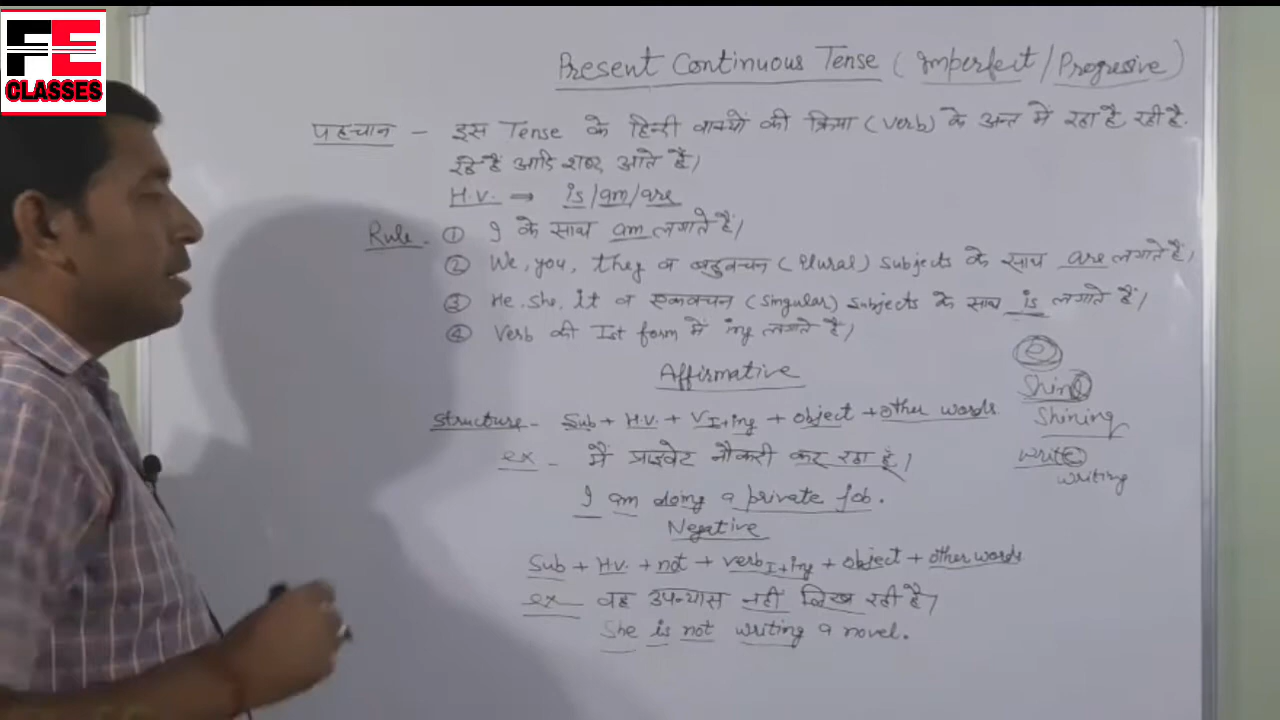 FE
CLASSES
Present Continuous Tense (Imperfect/Progresive)
पहचान - इस Tense के हिन्दी वाक्यों की क्रिया (verb) के अन्त में रहा है, रही है,
रहे हैं आदि शब्द आते हैं।
H.V. → is/am/are
Rule - ① I के साथ am लगाते हैं।
② We, you, they व बहुवचन (Plural) subjects के साथ are लगाते हैं।
③ He, She, it व एकवचन (Singular) subjects के साथ is लगाते हैं।
④ Verb की Ist form में ing लगाते हैं।
e
Shine
Shining
write
writing
Affirmative
Structure - Sub + H.V. + V I+ing + object + other words
ex - मैं प्राइवेट नौकरी कर रहा हूँ।
I am doing a private Job.
Negative
Sub + H.V. + not + verb I+ing + object + other words
ex - वह उपन्यास नहीं लिख रही है।
She is not writing a novel.